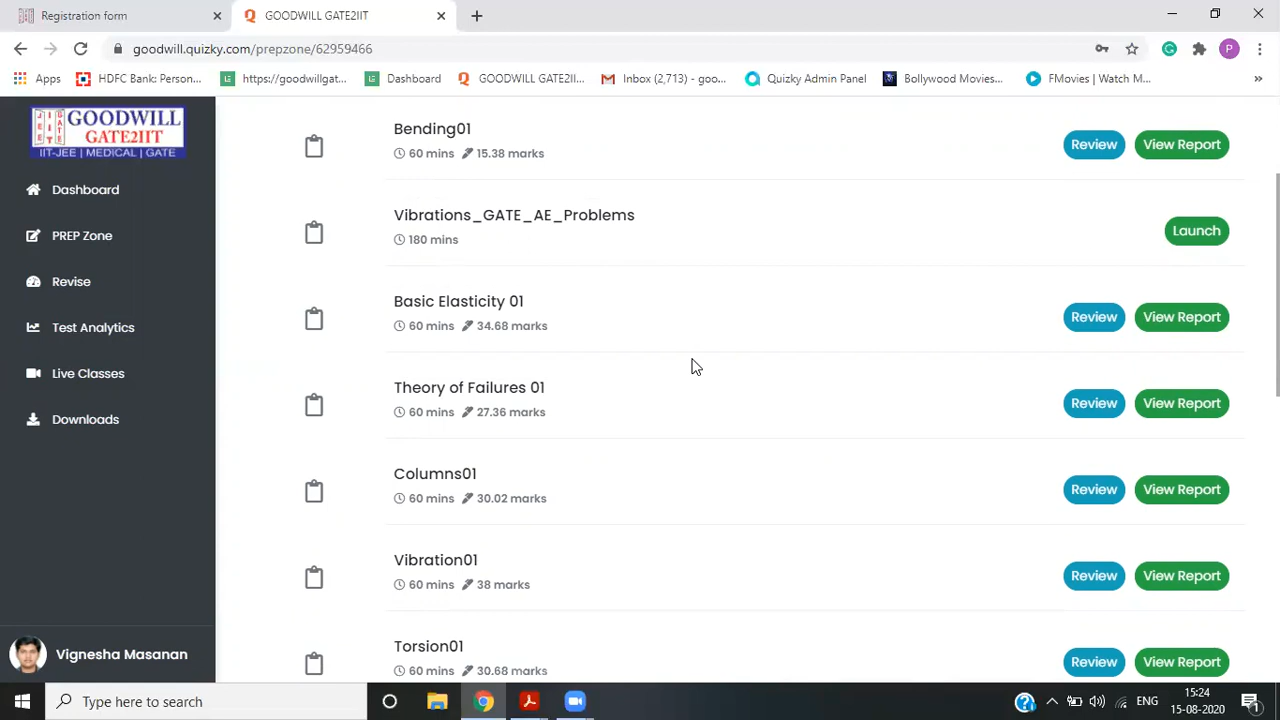 Registration form
GOODWILL GATE2IIT
goodwill.quizky.com/prepzone/62959466
P
Apps
HDFC Bank: Person...
https://goodwillgat...
Dashboard
GOODWILL GATE2II...
Inbox (2,713) - goo...
Quizky Admin Panel
Bollywood Movies...
FMovies | Watch M...
»
JEE
IIT
GATE
GOODWILL
GATE2IIT
IIT-JEE | MEDICAL | GATE
Dashboard
PREP Zone
Revise
Test Analytics
Live Classes
Downloads
Vignesha Masanan
Bending01
60 mins 15.38 marks
Review View Report
Vibrations_GATE_AE_Problems
180 mins
Launch
Basic Elasticity 01
60 mins 34.68 marks
Review View Report
Theory of Failures 01
60 mins 27.36 marks
Review View Report
Columns01
60 mins 30.02 marks
Review View Report
Vibration01
60 mins 38 marks
Review View Report
Torsion01
60 mins 30.68 marks
Review View Report
Type here to search
ENG
15:24
15-08-2020
1